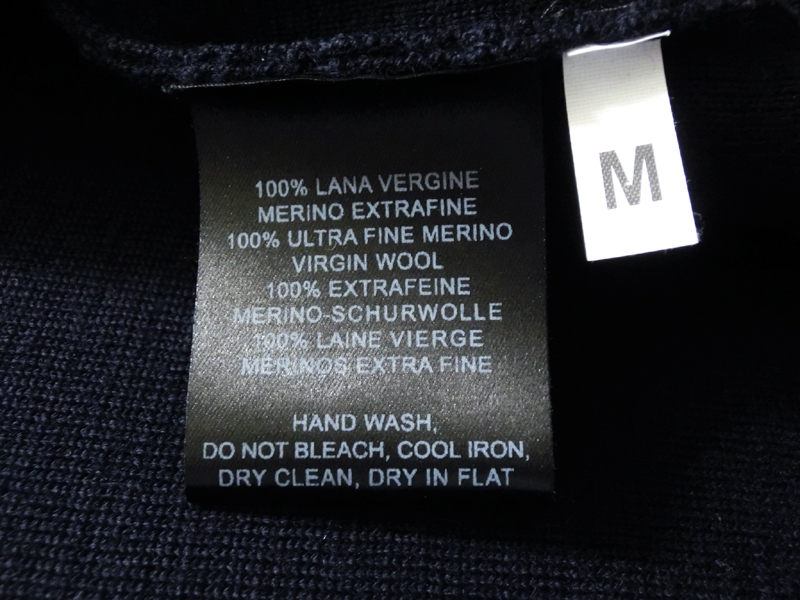 100% LANA VERGINE
MERINO EXTRAFINE
100% ULTRA FINE MERINO
VIRGIN WOOL
100% EXTRAFEINE
MERINO-SCHURWOLLE
100% LAINE VIERGE
MERINOS EXTRA FINE
HAND WASH,
DO NOT BLEACH, COOL IRON,
DRY CLEAN, DRY IN FLAT
M